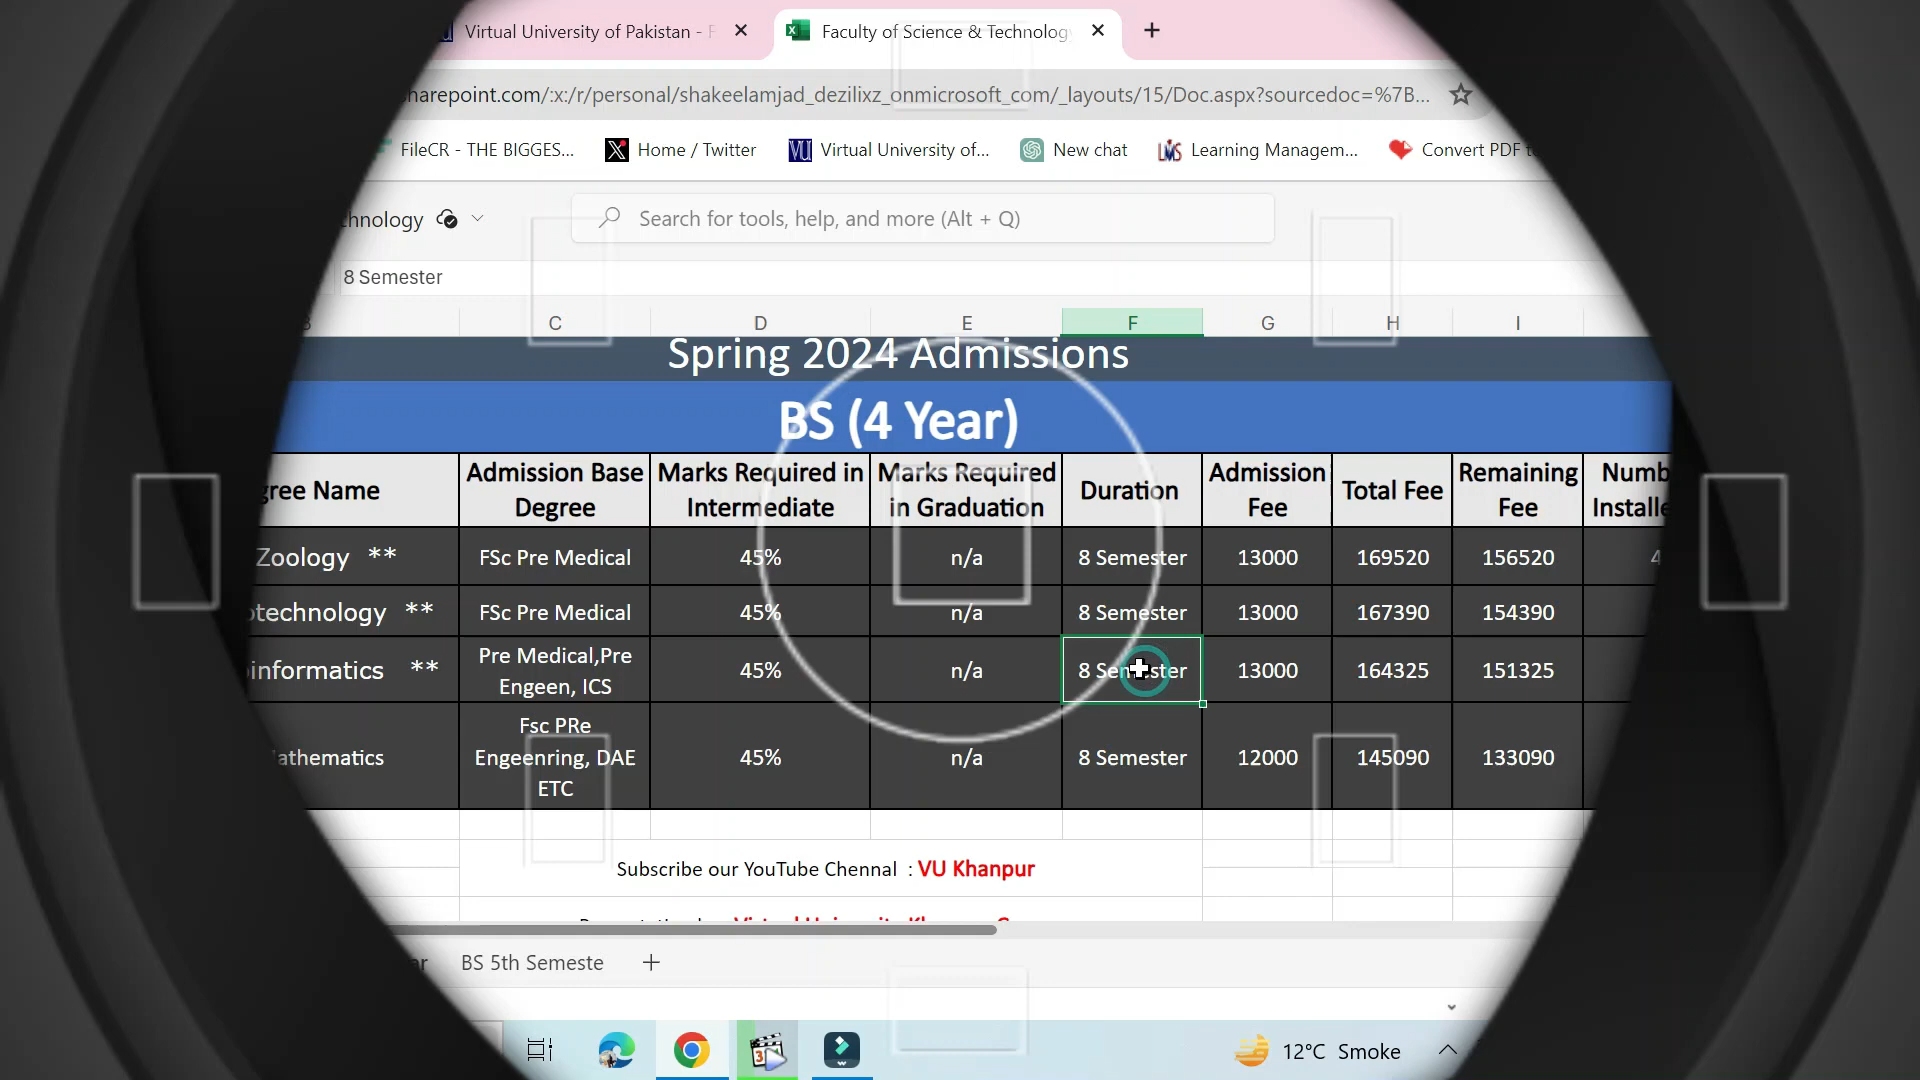 Virtual University of Pakistan - F
Faculty of Science & Technology
harepoint.com/:x:/r/personal/shakeelamjad_dezilixz_onmicrosoft_com/_layouts/15/Doc.aspx?sourcedoc=%7B...
FileCR - THE BIGGES... Home / Twitter VU Virtual University of... New chat LMS Learning Managem... Convert PDF to
hnology Search for tools, help, and more (Alt + Q)
8 Semester
C D E F G H I
Spring 2024 Admissions
BS (4 Year)
gree Name Admission Base Degree Marks Required in Intermediate Marks Required in Graduation Duration Admission Fee Total Fee Remaining Fee Numb Installe
Zoology ** FSc Pre Medical 45% n/a 8 Semester 13000 169520 156520 4
otechnology ** FSc Pre Medical 45% n/a 8 Semester 13000 167390 154390
informatics ** Pre Medical,Pre Engeen, ICS 45% n/a 8 Semester 13000 164325 151325
athematics Fsc PRe Engeenring, DAE ETC 45% n/a 8 Semester 12000 145090 133090
Subscribe our YouTube Chennal : VU Khanpur
BS 5th Semeste
12°C Smoke